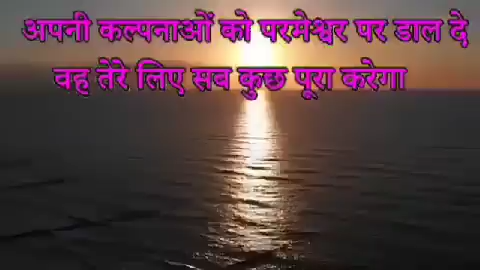 अपनी कल्पनाओं को परमेश्वर पर डाल दे
वह तेरे लिए सब कुछ पूरा करेगा